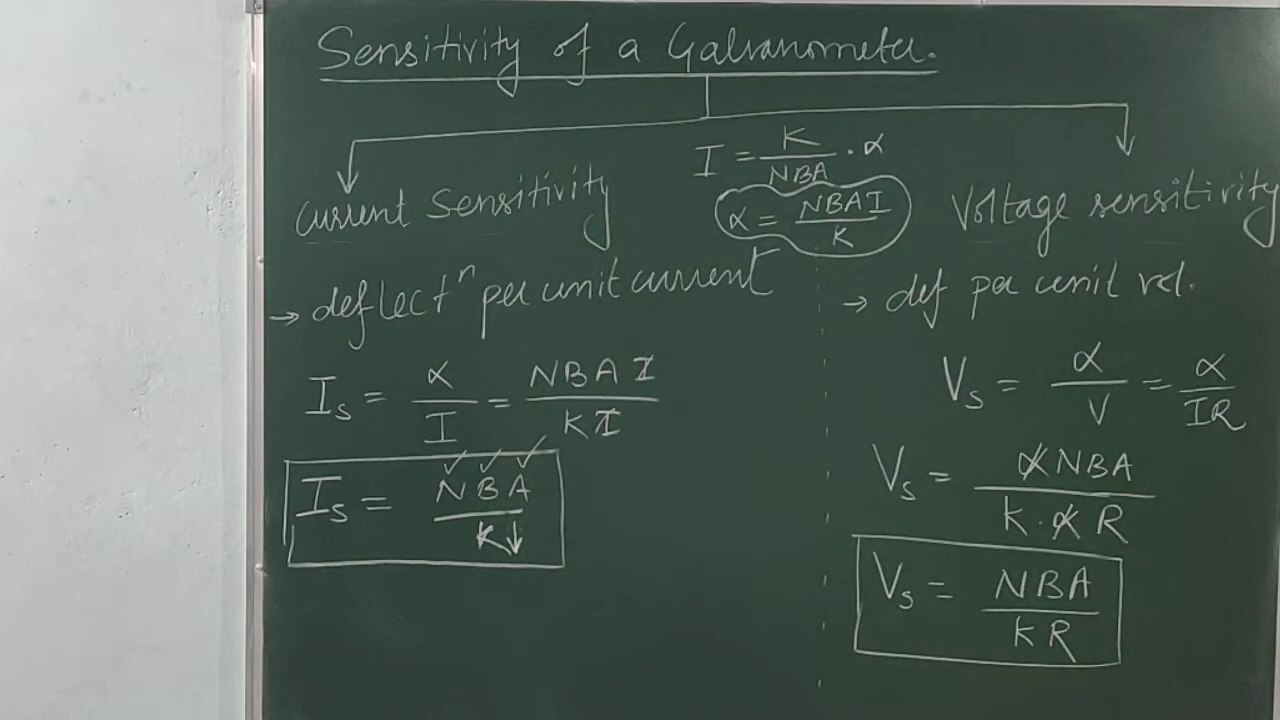 Sensitivity of a Galvanometer.
I = K/NBA · α
α = NBAI/K
Current Sensitivity
→ deflectⁿ per unit current
Iₛ = α/I = NBAI/KI
Iₛ = NBA/K↓
Voltage sensitivity
→ def per unit vol.
Vₛ = α/V = α/IR
Vₛ = αNBA/K·αR
Vₛ = NBA/KR